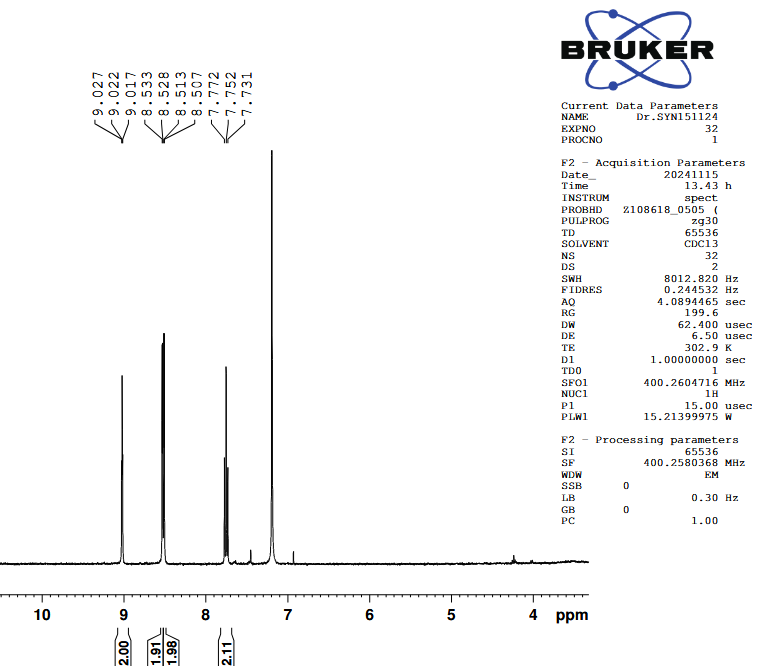 BRUKER
9.027
9.022
9.017
8.533
8.528
8.513
8.507
7.772
7.752
7.731
Current Data Parameters
NAME Dr.SYN151124
EXPNO 32
PROCNO 1
F2 - Acquisition Parameters
Date_ 20241115
Time 13.43 h
INSTRUM spect
PROBHD Z108618_0505 (
PULPROG zg30
TD 65536
SOLVENT CDCl3
NS 32
DS 2
SWH 8012.820 Hz
FIDRES 0.244532 Hz
AQ 4.0894465 sec
RG 199.6
DW 62.400 usec
DE 6.50 usec
TE 302.9 K
D1 1.00000000 sec
TD0 1
SFO1 400.2604716 MHz
NUC1 1H
P1 15.00 usec
PLW1 15.21399975 W
F2 - Processing parameters
SI 65536
SF 400.2580368 MHz
WDW EM
SSB 0
LB 0.30 Hz
GB 0
PC 1.00
10 9 8 7 6 5 4 ppm
2.00
1.91
1.98
2.11